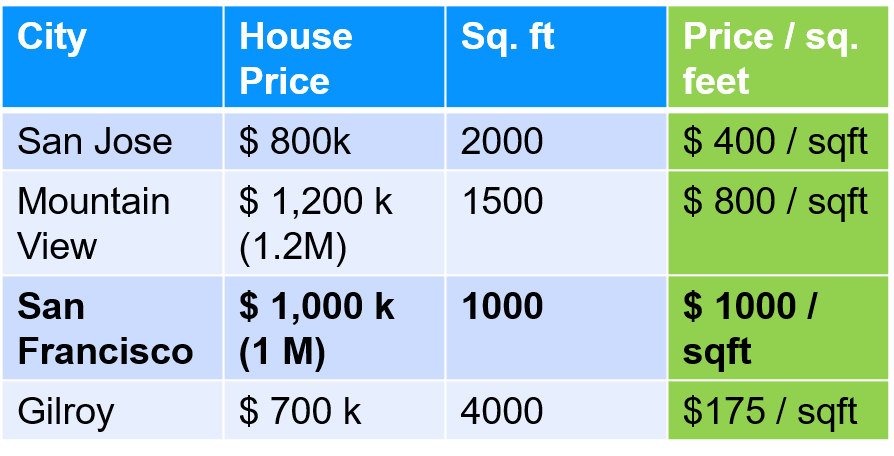 City House Price Sq. ft Price / sq. feet
San Jose $ 800k 2000 $ 400 / sqft
Mountain View $ 1,200 k (1.2M) 1500 $ 800 / sqft
San Francisco $ 1,000 k (1 M) 1000 $ 1000 / sqft
Gilroy $ 700 k 4000 $175 / sqft